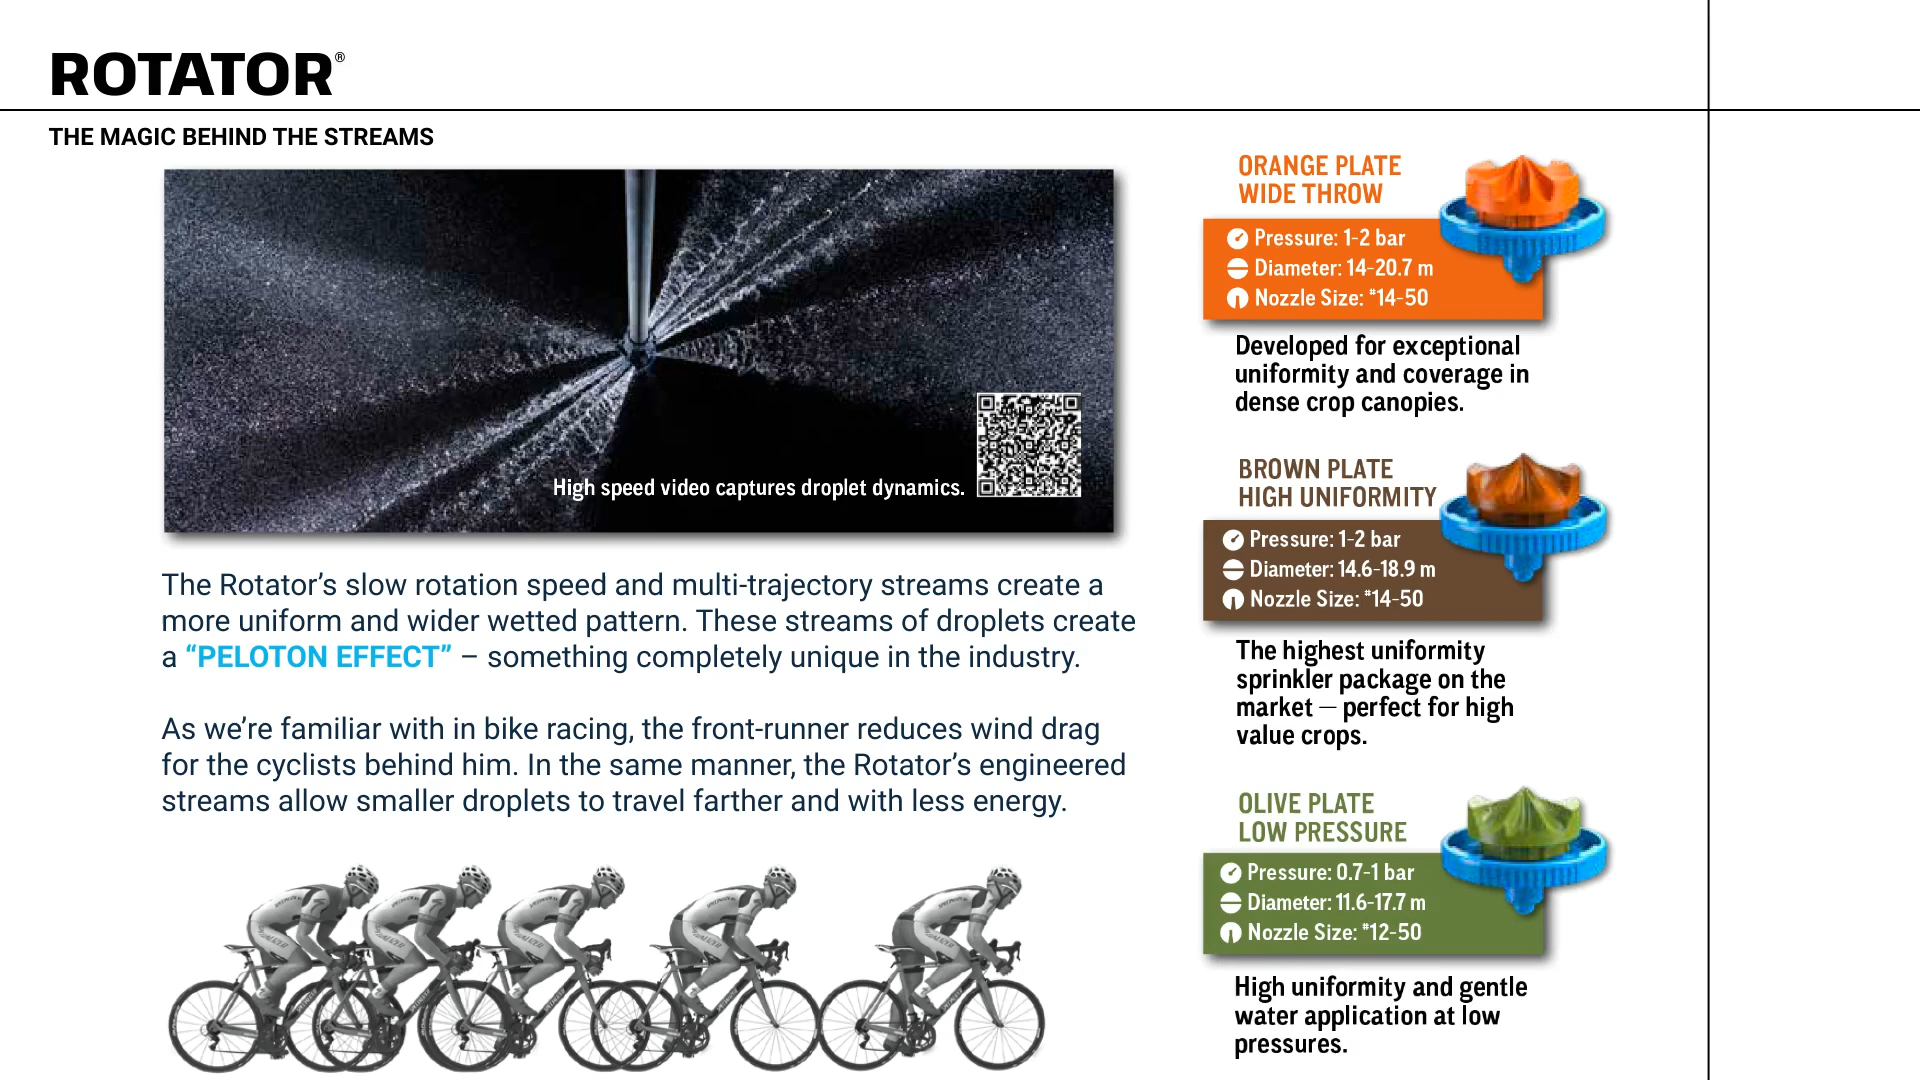 ROTATOR®
THE MAGIC BEHIND THE STREAMS
High speed video captures droplet dynamics.
The Rotator’s slow rotation speed and multi-trajectory streams create a
more uniform and wider wetted pattern. These streams of droplets create
a “PELOTON EFFECT” – something completely unique in the industry.
As we’re familiar with in bike racing, the front-runner reduces wind drag
for the cyclists behind him. In the same manner, the Rotator’s engineered
streams allow smaller droplets to travel farther and with less energy.
ORANGE PLATE
WIDE THROW
Pressure: 1-2 bar
Diameter: 14-20.7 m
Nozzle Size: #14-50
Developed for exceptional
uniformity and coverage in
dense crop canopies.
BROWN PLATE
HIGH UNIFORMITY
Pressure: 1-2 bar
Diameter: 14.6-18.9 m
Nozzle Size: #14-50
The highest uniformity
sprinkler package on the
market — perfect for high
value crops.
OLIVE PLATE
LOW PRESSURE
Pressure: 0.7-1 bar
Diameter: 11.6-17.7 m
Nozzle Size: #12-50
High uniformity and gentle
water application at low
pressures.